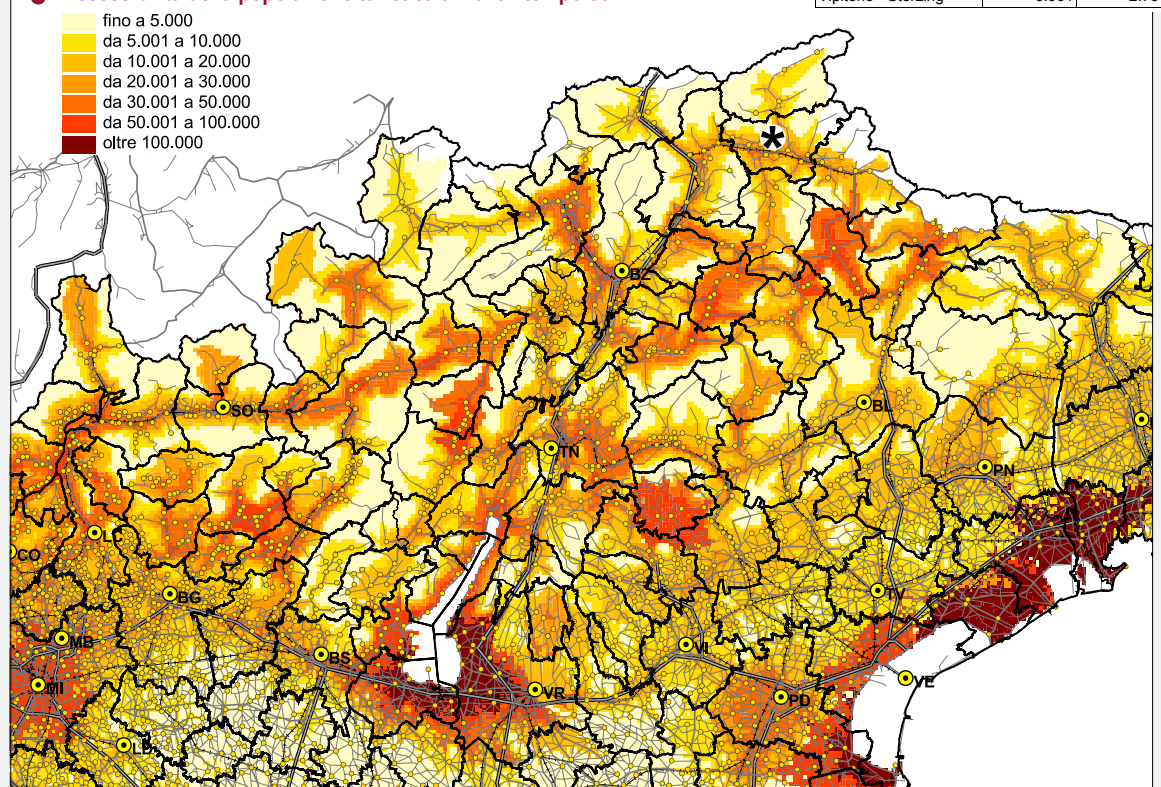 fino a 5.000
da 5.001 a 10.000
da 10.001 a 20.000
da 20.001 a 30.000
da 30.001 a 50.000
da 50.001 a 100.000
oltre 100.000
*
BZ
SO
BL
TN
PN
CO
BG
TV
MB
VI
BS
MI
VR
PD
VE